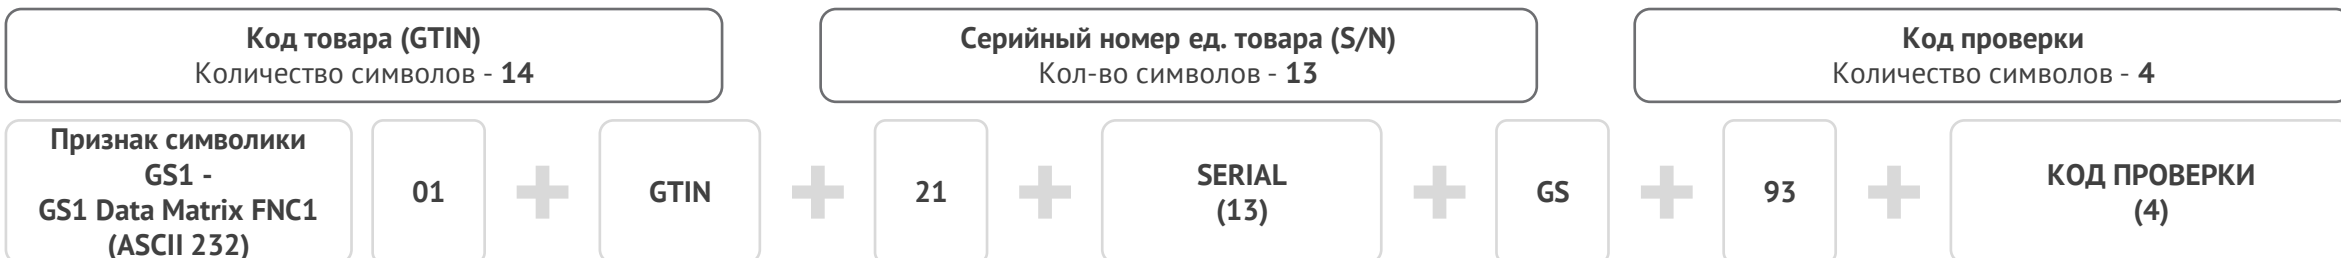 Код товара (GTIN)
Количество символов - 14
Серийный номер ед. товара (S/N)
Кол-во символов - 13
Код проверки
Количество символов - 4
Признак символики
GS1 -
GS1 Data Matrix FNC1
(ASCII 232)
01
GTIN
21
SERIAL
(13)
GS
93
КОД ПРОВЕРКИ
(4)